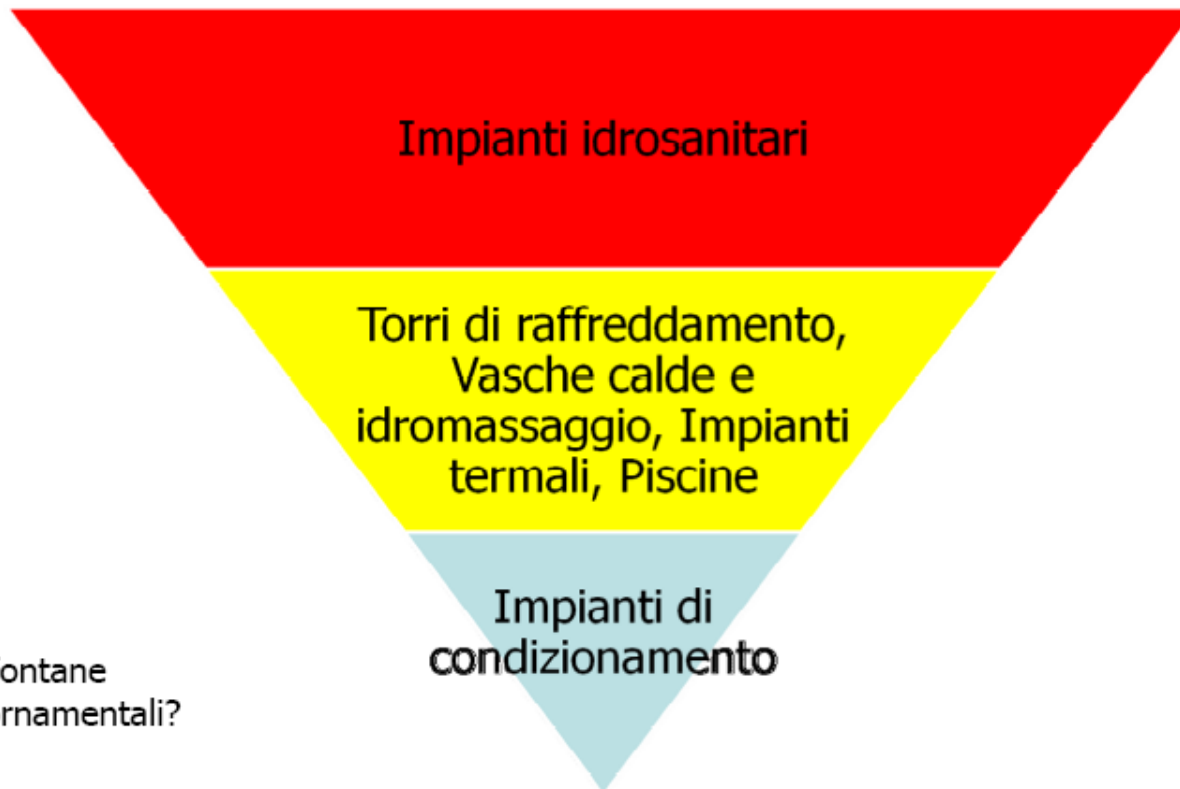 Impianti idrosanitari
Torri di raffreddamento,
Vasche calde e
idromassaggio, Impianti
termali, Piscine
Impianti di
condizionamento
ontane
rnamentali?